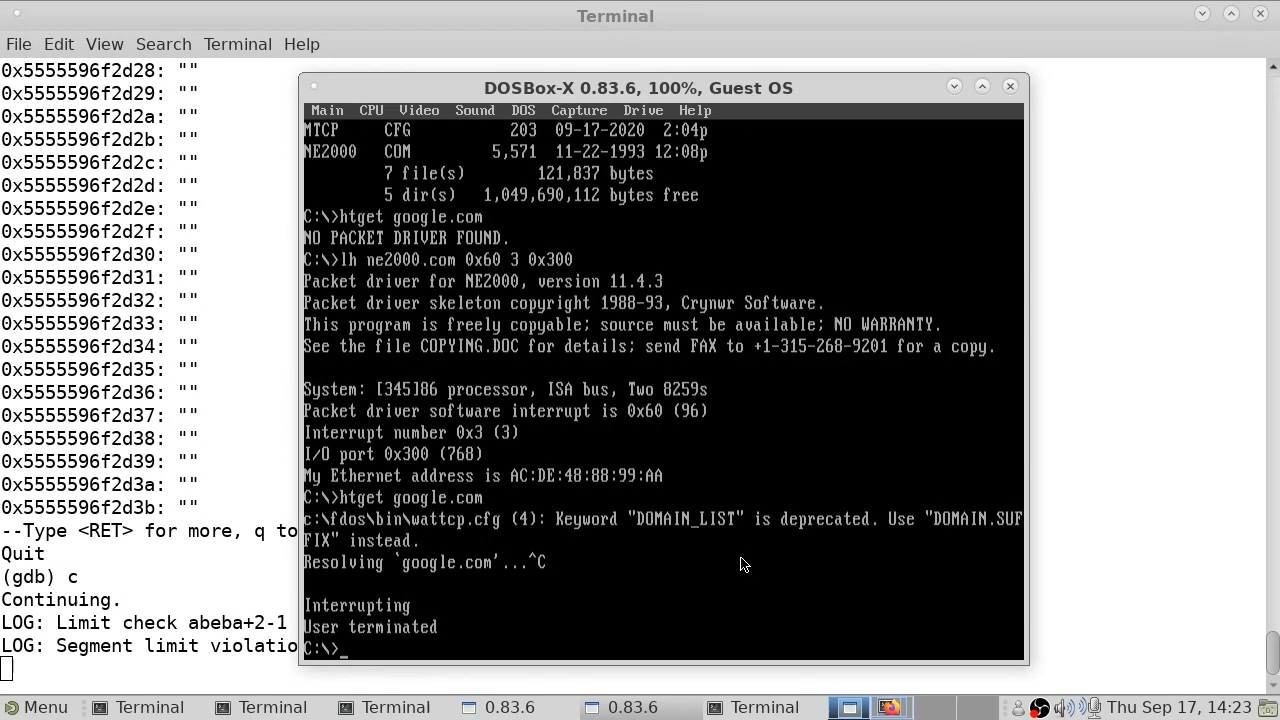 Terminal
File Edit View Search Terminal Help
0x5555596f2d28: ""
0x5555596f2d29: ""
0x5555596f2d2a: ""
0x5555596f2d2b: ""
0x5555596f2d2c: ""
0x5555596f2d2d: ""
0x5555596f2d2e: ""
0x5555596f2d2f: ""
0x5555596f2d30: ""
0x5555596f2d31: ""
0x5555596f2d32: ""
0x5555596f2d33: ""
0x5555596f2d34: ""
0x5555596f2d35: ""
0x5555596f2d36: ""
0x5555596f2d37: ""
0x5555596f2d38: ""
0x5555596f2d39: ""
0x5555596f2d3a: ""
0x5555596f2d3b: ""
--Type <RET> for more, q to
Quit
(gdb) c
Continuing.
LOG: Limit check abeba+2-1
LOG: Segment limit violatio
DOSBox-X 0.83.6, 100%, Guest OS
Main CPU Video Sound DOS Capture Drive Help
MTCP     CFG           203  09-17-2020  2:04p
NE2000   COM         5,571  11-22-1993 12:08p
         7 file(s)        121,837 bytes
         5 dir(s)   1,049,690,112 bytes free
C:\>htget google.com
NO PACKET DRIVER FOUND.
C:\>lh ne2000.com 0x60 3 0x300
Packet driver for NE2000, version 11.4.3
Packet driver skeleton copyright 1988-93, Crynwr Software.
This program is freely copyable; source must be available; NO WARRANTY.
See the file COPYING.DOC for details; send FAX to +1-315-268-9201 for a copy.
System: [345]86 processor, ISA bus, Two 8259s
Packet driver software interrupt is 0x60 (96)
Interrupt number 0x3 (3)
I/O port 0x300 (768)
My Ethernet address is AC:DE:48:88:99:AA
C:\>htget google.com
c:\fdos\bin\wattcp.cfg (4): Keyword "DOMAIN_LIST" is deprecated. Use "DOMAIN.SUF
FIX" instead.
Resolving `google.com'...^C
Interrupting
User terminated
C:\>_
Menu Terminal Terminal Terminal 0.83.6 0.83.6 Terminal Thu Sep 17, 14:23